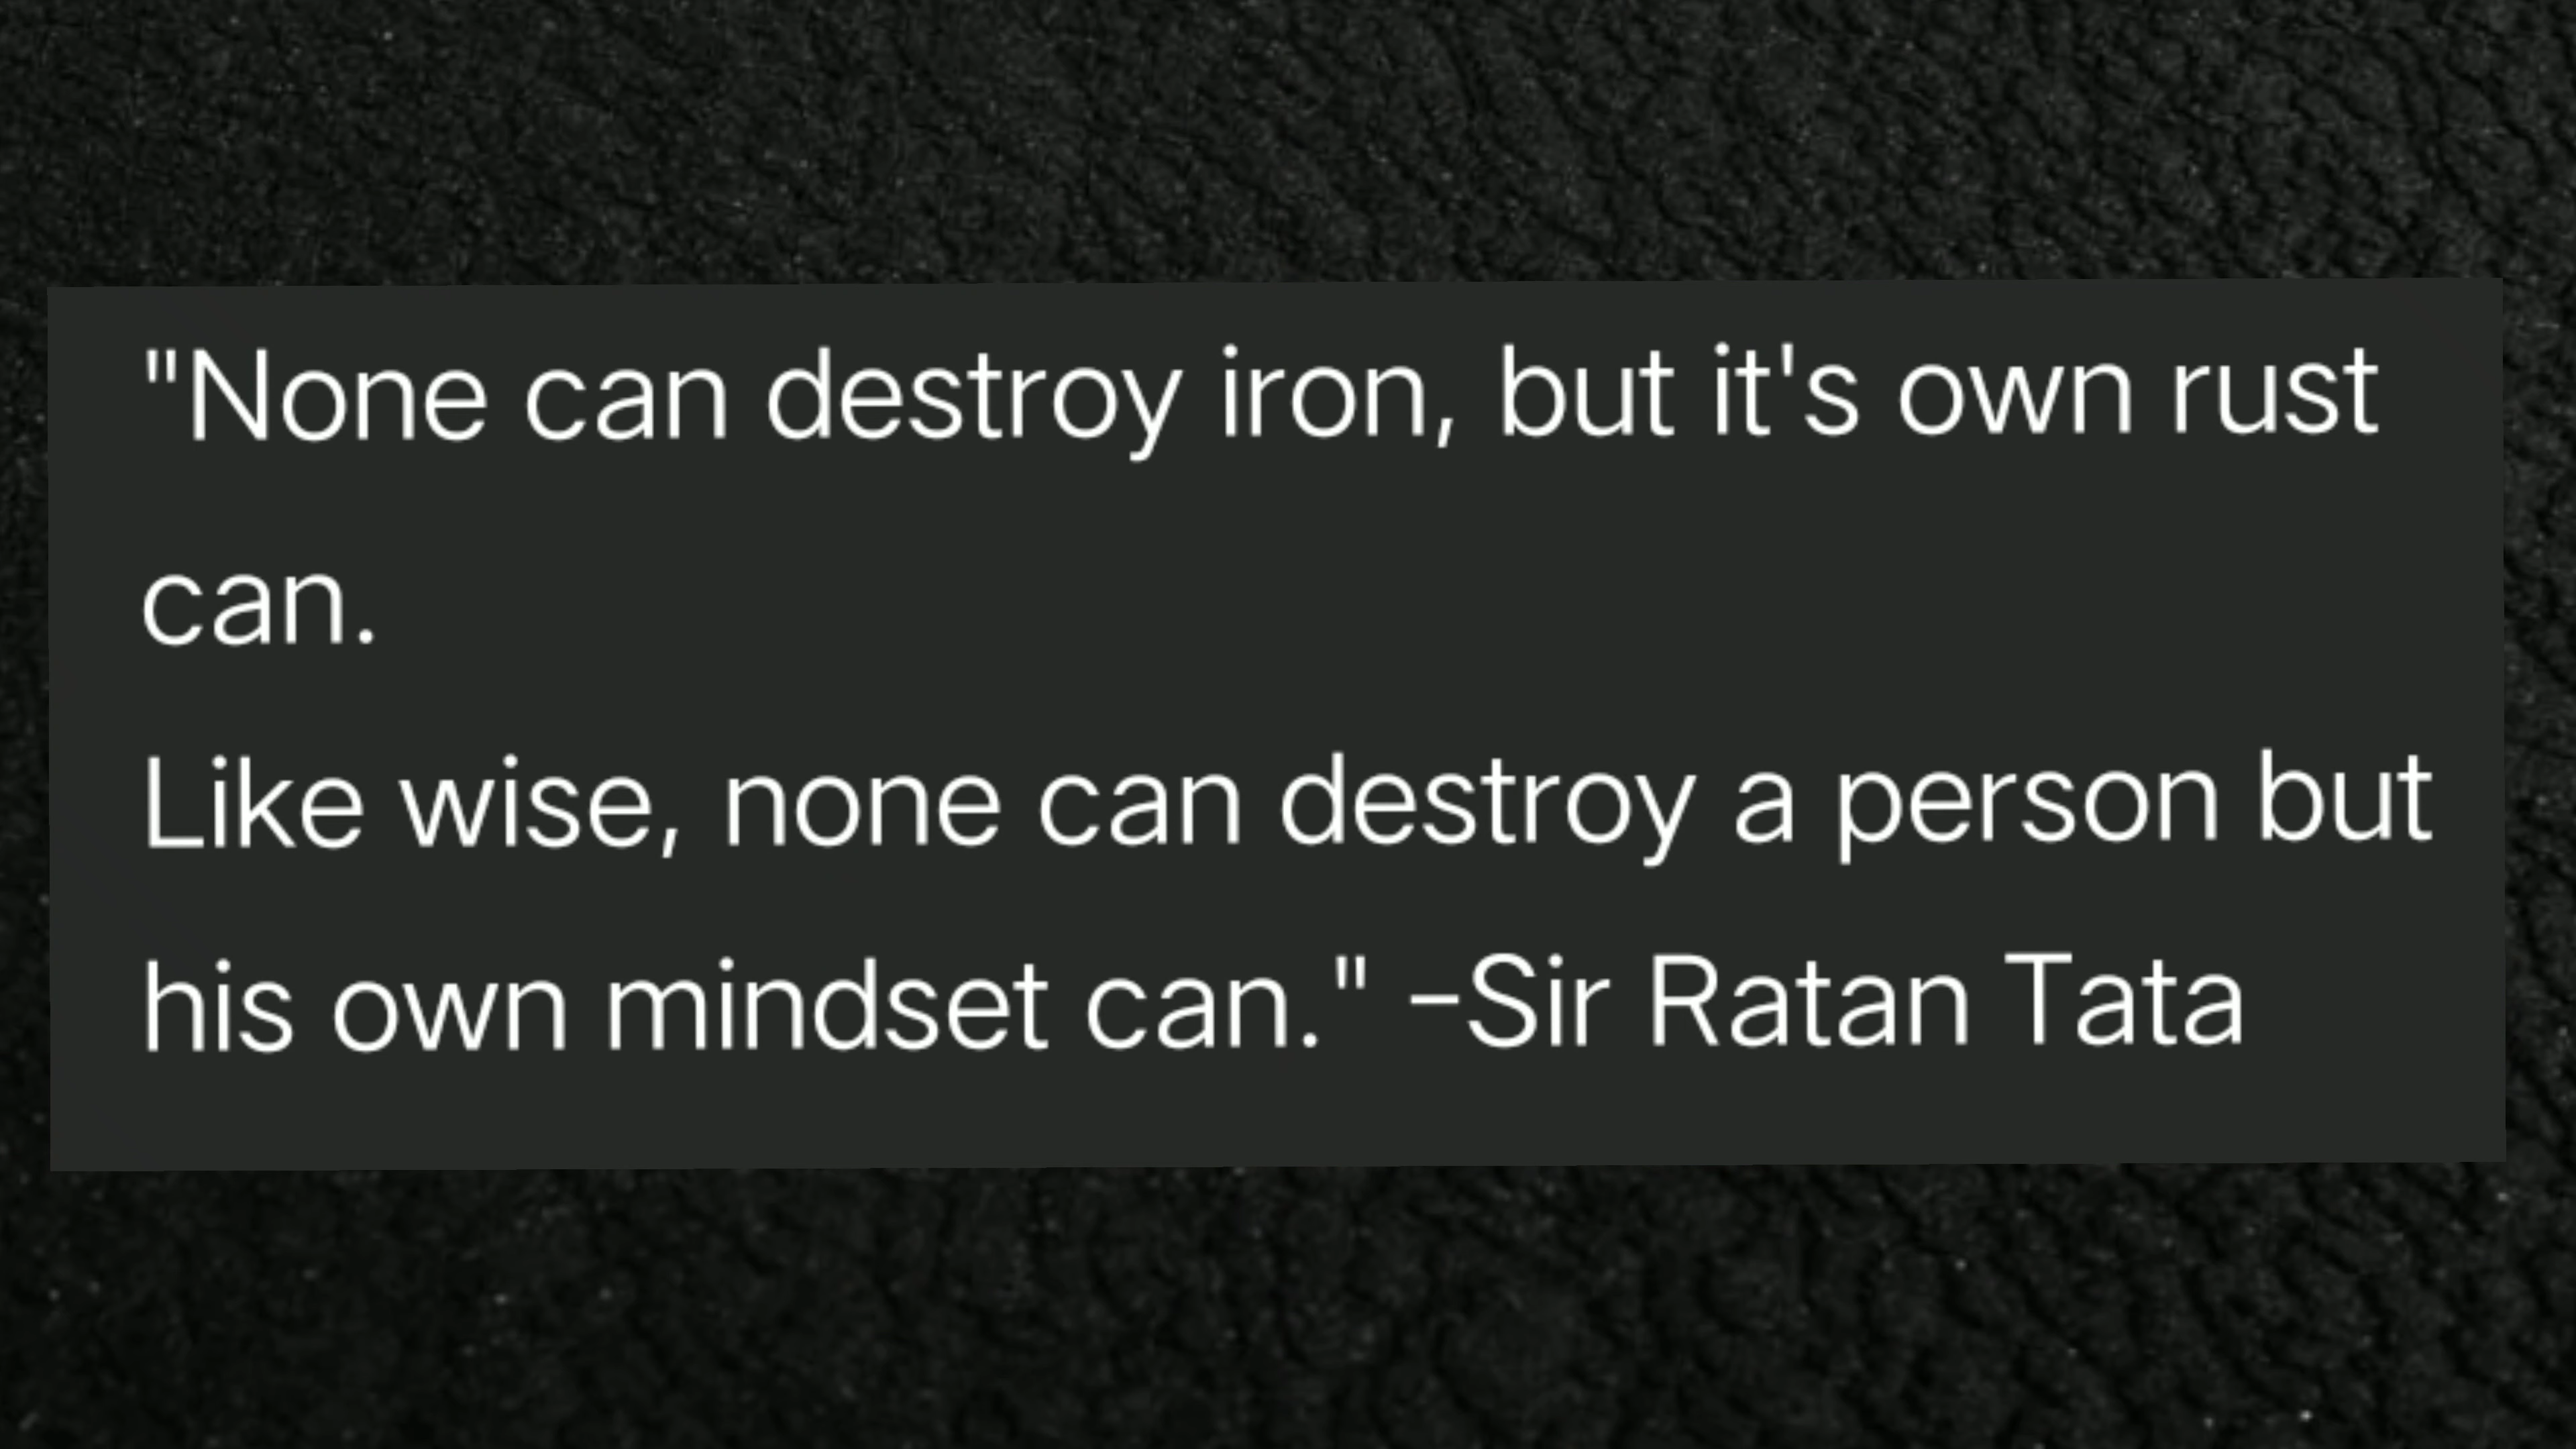 "None can destroy iron, but it's own rust
can.
Like wise, none can destroy a person but
his own mindset can." -Sir Ratan Tata